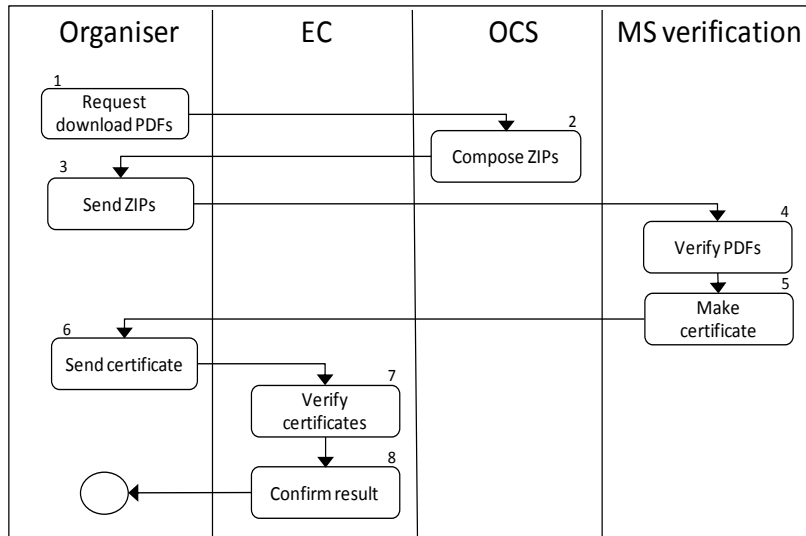 Organiser
EC
OCS
MS verification
1
Request
download PDFs
2
Compose ZIPs
3
Send ZIPs
4
Verify PDFs
5
Make
certificate
6
Send certificate
7
Verify
certificates
8
Confirm result